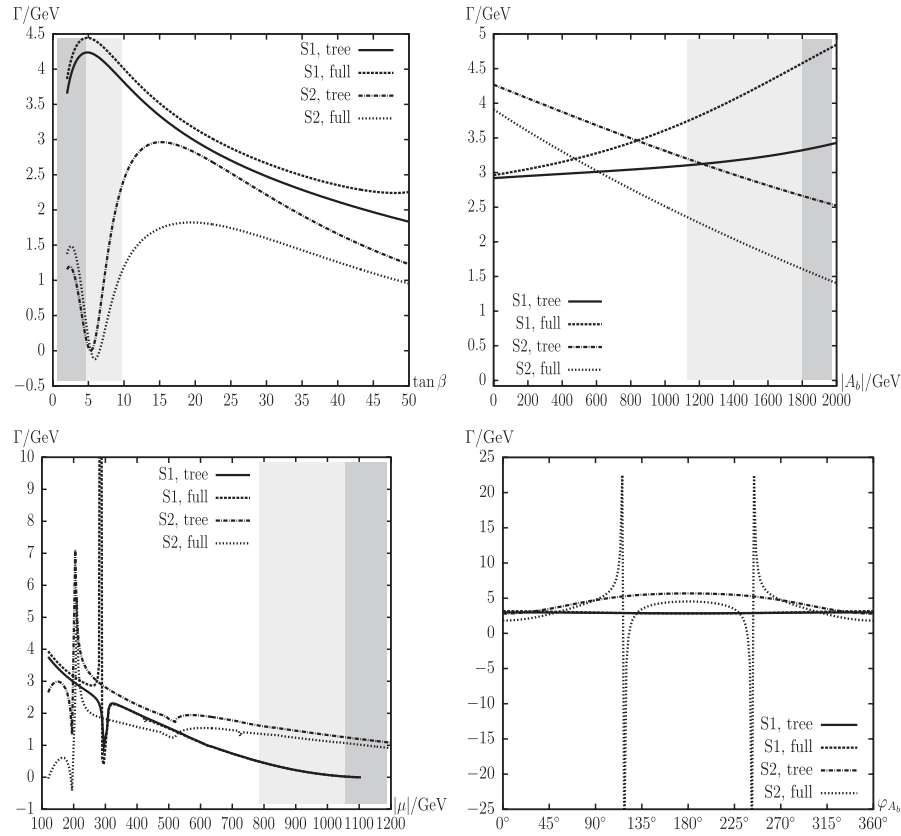 Γ/GeV
4.5
4
3.5
3
2.5
2
1.5
1
0.5
0
−0.5
S1, tree
S1, full
S2, tree
S2, full
0 5 10 15 20 25 30 35 40 45 50
tan β
Γ/GeV
5
4.5
4
3.5
3
2.5
2
1.5
1
0.5
0
S1, tree
S1, full
S2, tree
S2, full
0 200 400 600 800 1000 1200 1400 1600 1800 2000
|A_b|/GeV
Γ/GeV
10
9
8
7
6
5
4
3
2
1
0
−1
S1, tree
S1, full
S2, tree
S2, full
100 200 300 400 500 600 700 800 900 1000 1100 1200
|μ|/GeV
Γ/GeV
25
20
15
10
5
0
−5
−10
−15
−20
−25
S1, tree
S1, full
S2, tree
S2, full
0° 45° 90° 135° 180° 225° 270° 315° 360°
φ_{A_b}